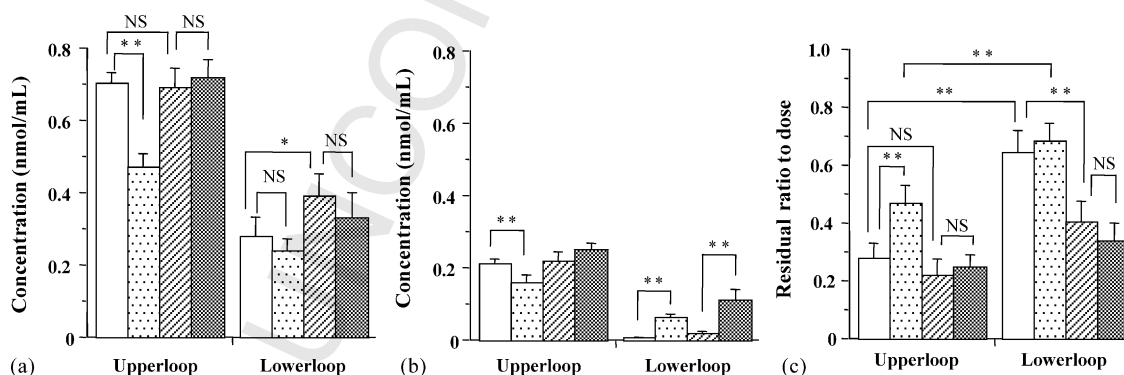 Concentration (nmol/mL)
0.8
0.6
0.4
0.2
0
NS
**
NS
*
NS
NS
Upperloop
Lowerloop
(a)
Concentration (nmol/mL)
0.8
0.6
0.4
0.2
0
**
**
**
Upperloop
Lowerloop
(b)
Residual ratio to dose
1.0
0.8
0.6
0.4
0.2
0
**
**
**
NS
**
NS
NS
Upperloop
Lowerloop
(c)